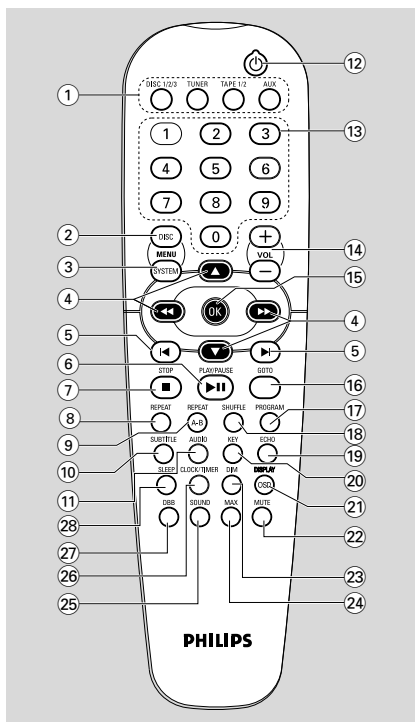 12
DISC 1/2/3 TUNER TAPE 1/2 AUX
1
1 2 3 13
4 5 6
7 8 9
2 DISC 0 + 14
MENU VOL
3 SYSTEM −
15
4 OK 4
5 5
6 STOP PLAY/PAUSE GOTO 16
7
REPEAT REPEAT SHUFFLE PROGRAM 17
8 A-B
9 18
SUBTITLE AUDIO KEY ECHO
10 19
SLEEP CLOCK/TIMER DIM DISPLAY 20
11 OSD 21
28 DBB SOUND MAX MUTE 22
27
26 23
25 24
PHILIPS